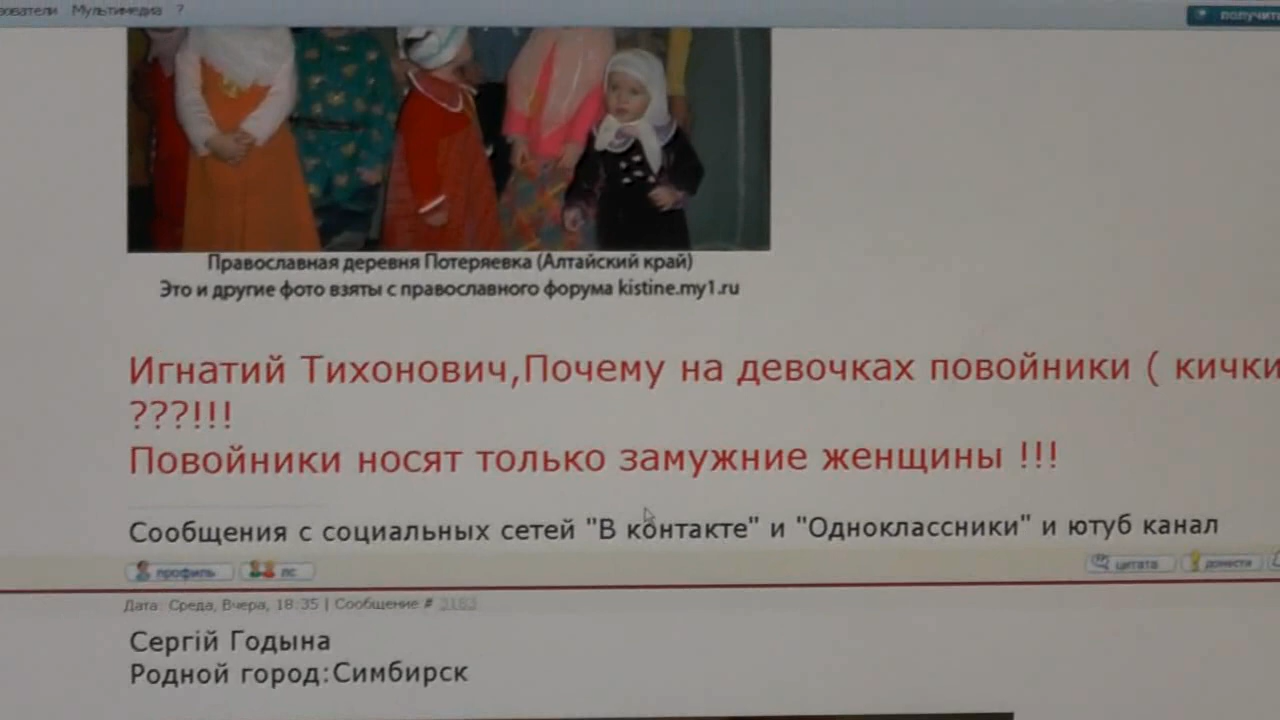 Мультимедиа ?
получить
Православная деревня Потеряевка (Алтайский край)
Это и другие фото взяты с православного форума kistine.my1.ru
Игнатий Тихонович,Почему на девочках повойники ( кички
???!!!
Повойники носят только замужние женщины !!!
Сообщения с социальных сетей "В контакте" и "Одноклассники" и ютуб канал
профиль лс цитата донести
Дата: Среда, Вчера, 18:35 | Сообщение # 3183
Сергій Годына
Родной город:Симбирск